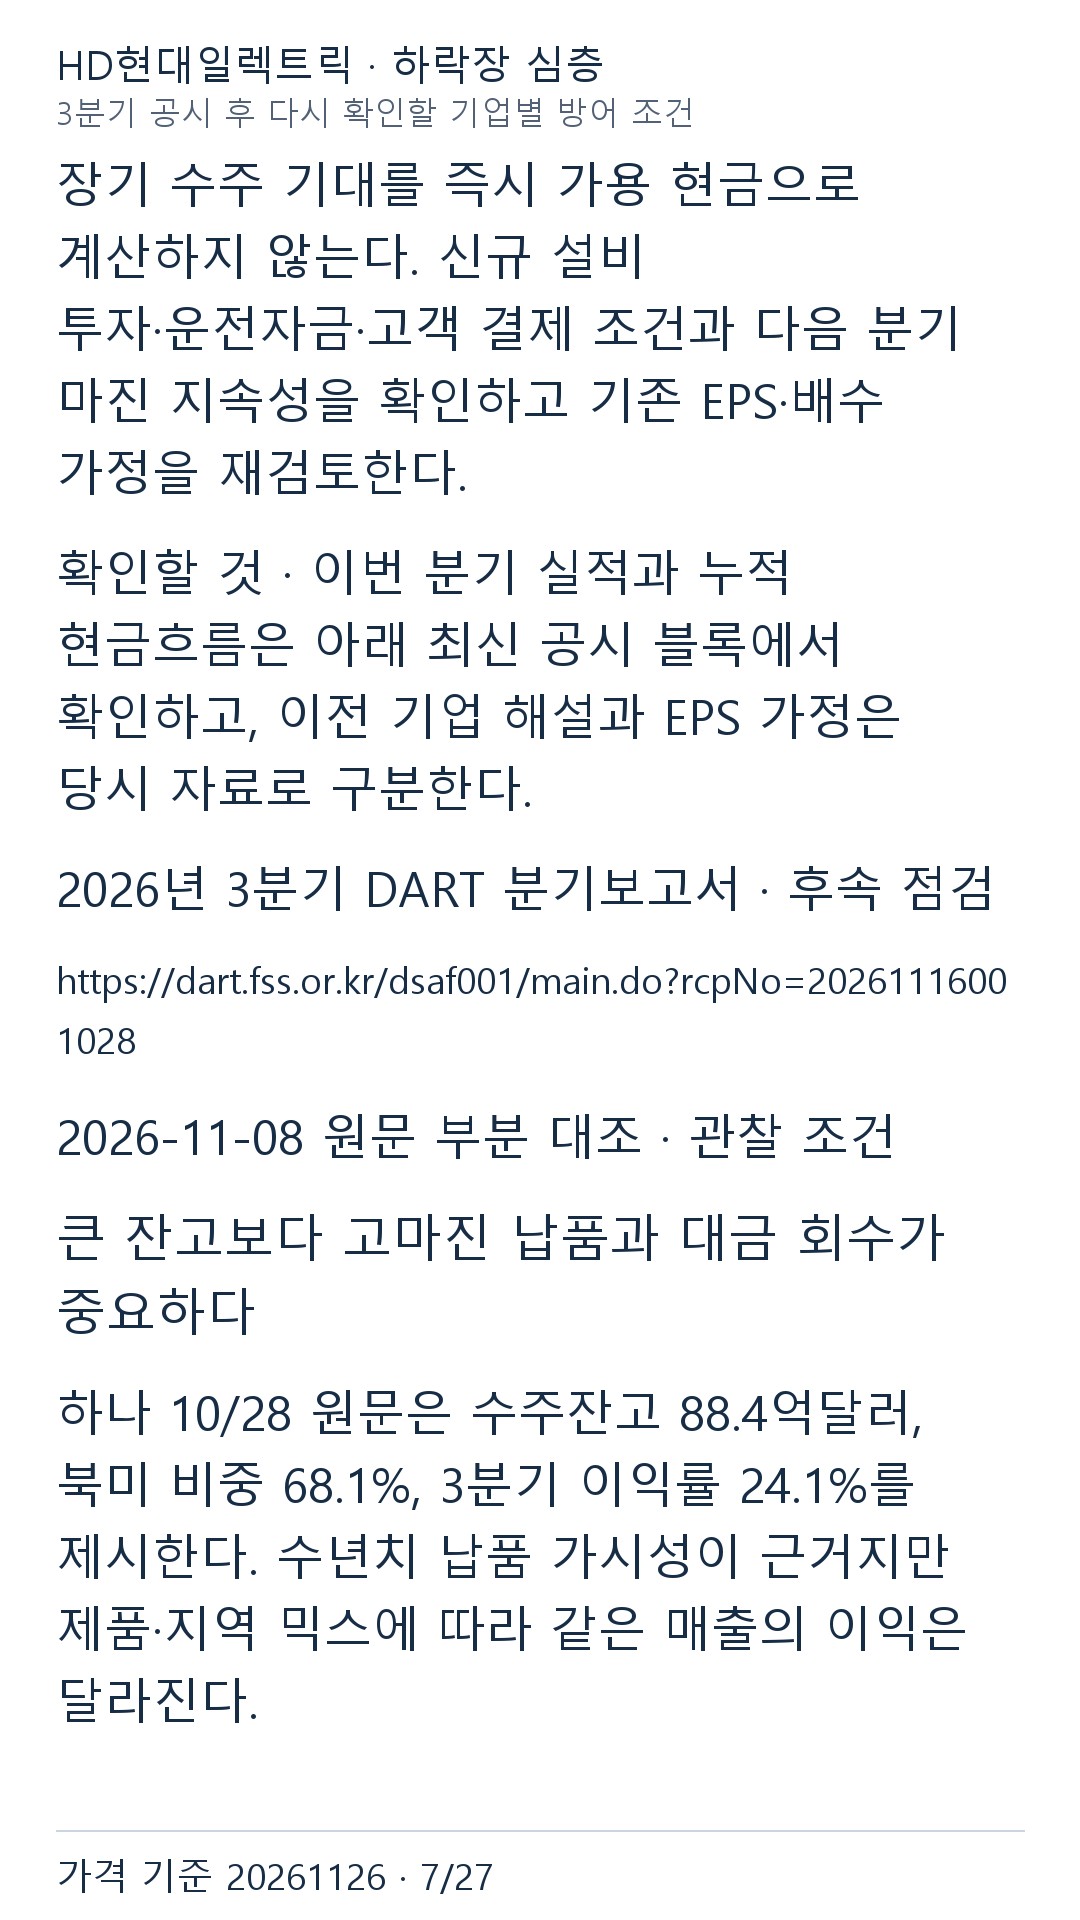 HD현대일렉트릭 · 하락장 심층
3분기 공시 후 다시 확인할 기업별 방어 조건
장기 수주 기대를 즉시 가용 현금으로
계산하지 않는다. 신규 설비
투자·운전자금·고객 결제 조건과 다음 분기
마진 지속성을 확인하고 기존 EPS·배수
가정을 재검토한다.
확인할 것 · 이번 분기 실적과 누적
현금흐름은 아래 최신 공시 블록에서
확인하고, 이전 기업 해설과 EPS 가정은
당시 자료로 구분한다.
2026년 3분기 DART 분기보고서 · 후속 점검
https://dart.fss.or.kr/dsaf001/main.do?rcpNo=2026111600
1028
2026-11-08 원문 부분 대조 · 관찰 조건
큰 잔고보다 고마진 납품과 대금 회수가
중요하다
하나 10/28 원문은 수주잔고 88.4억달러,
북미 비중 68.1%, 3분기 이익률 24.1%를
제시한다. 수년치 납품 가시성이 근거지만
제품·지역 믹스에 따라 같은 매출의 이익은
달라진다.
가격 기준 20261126 · 7/27